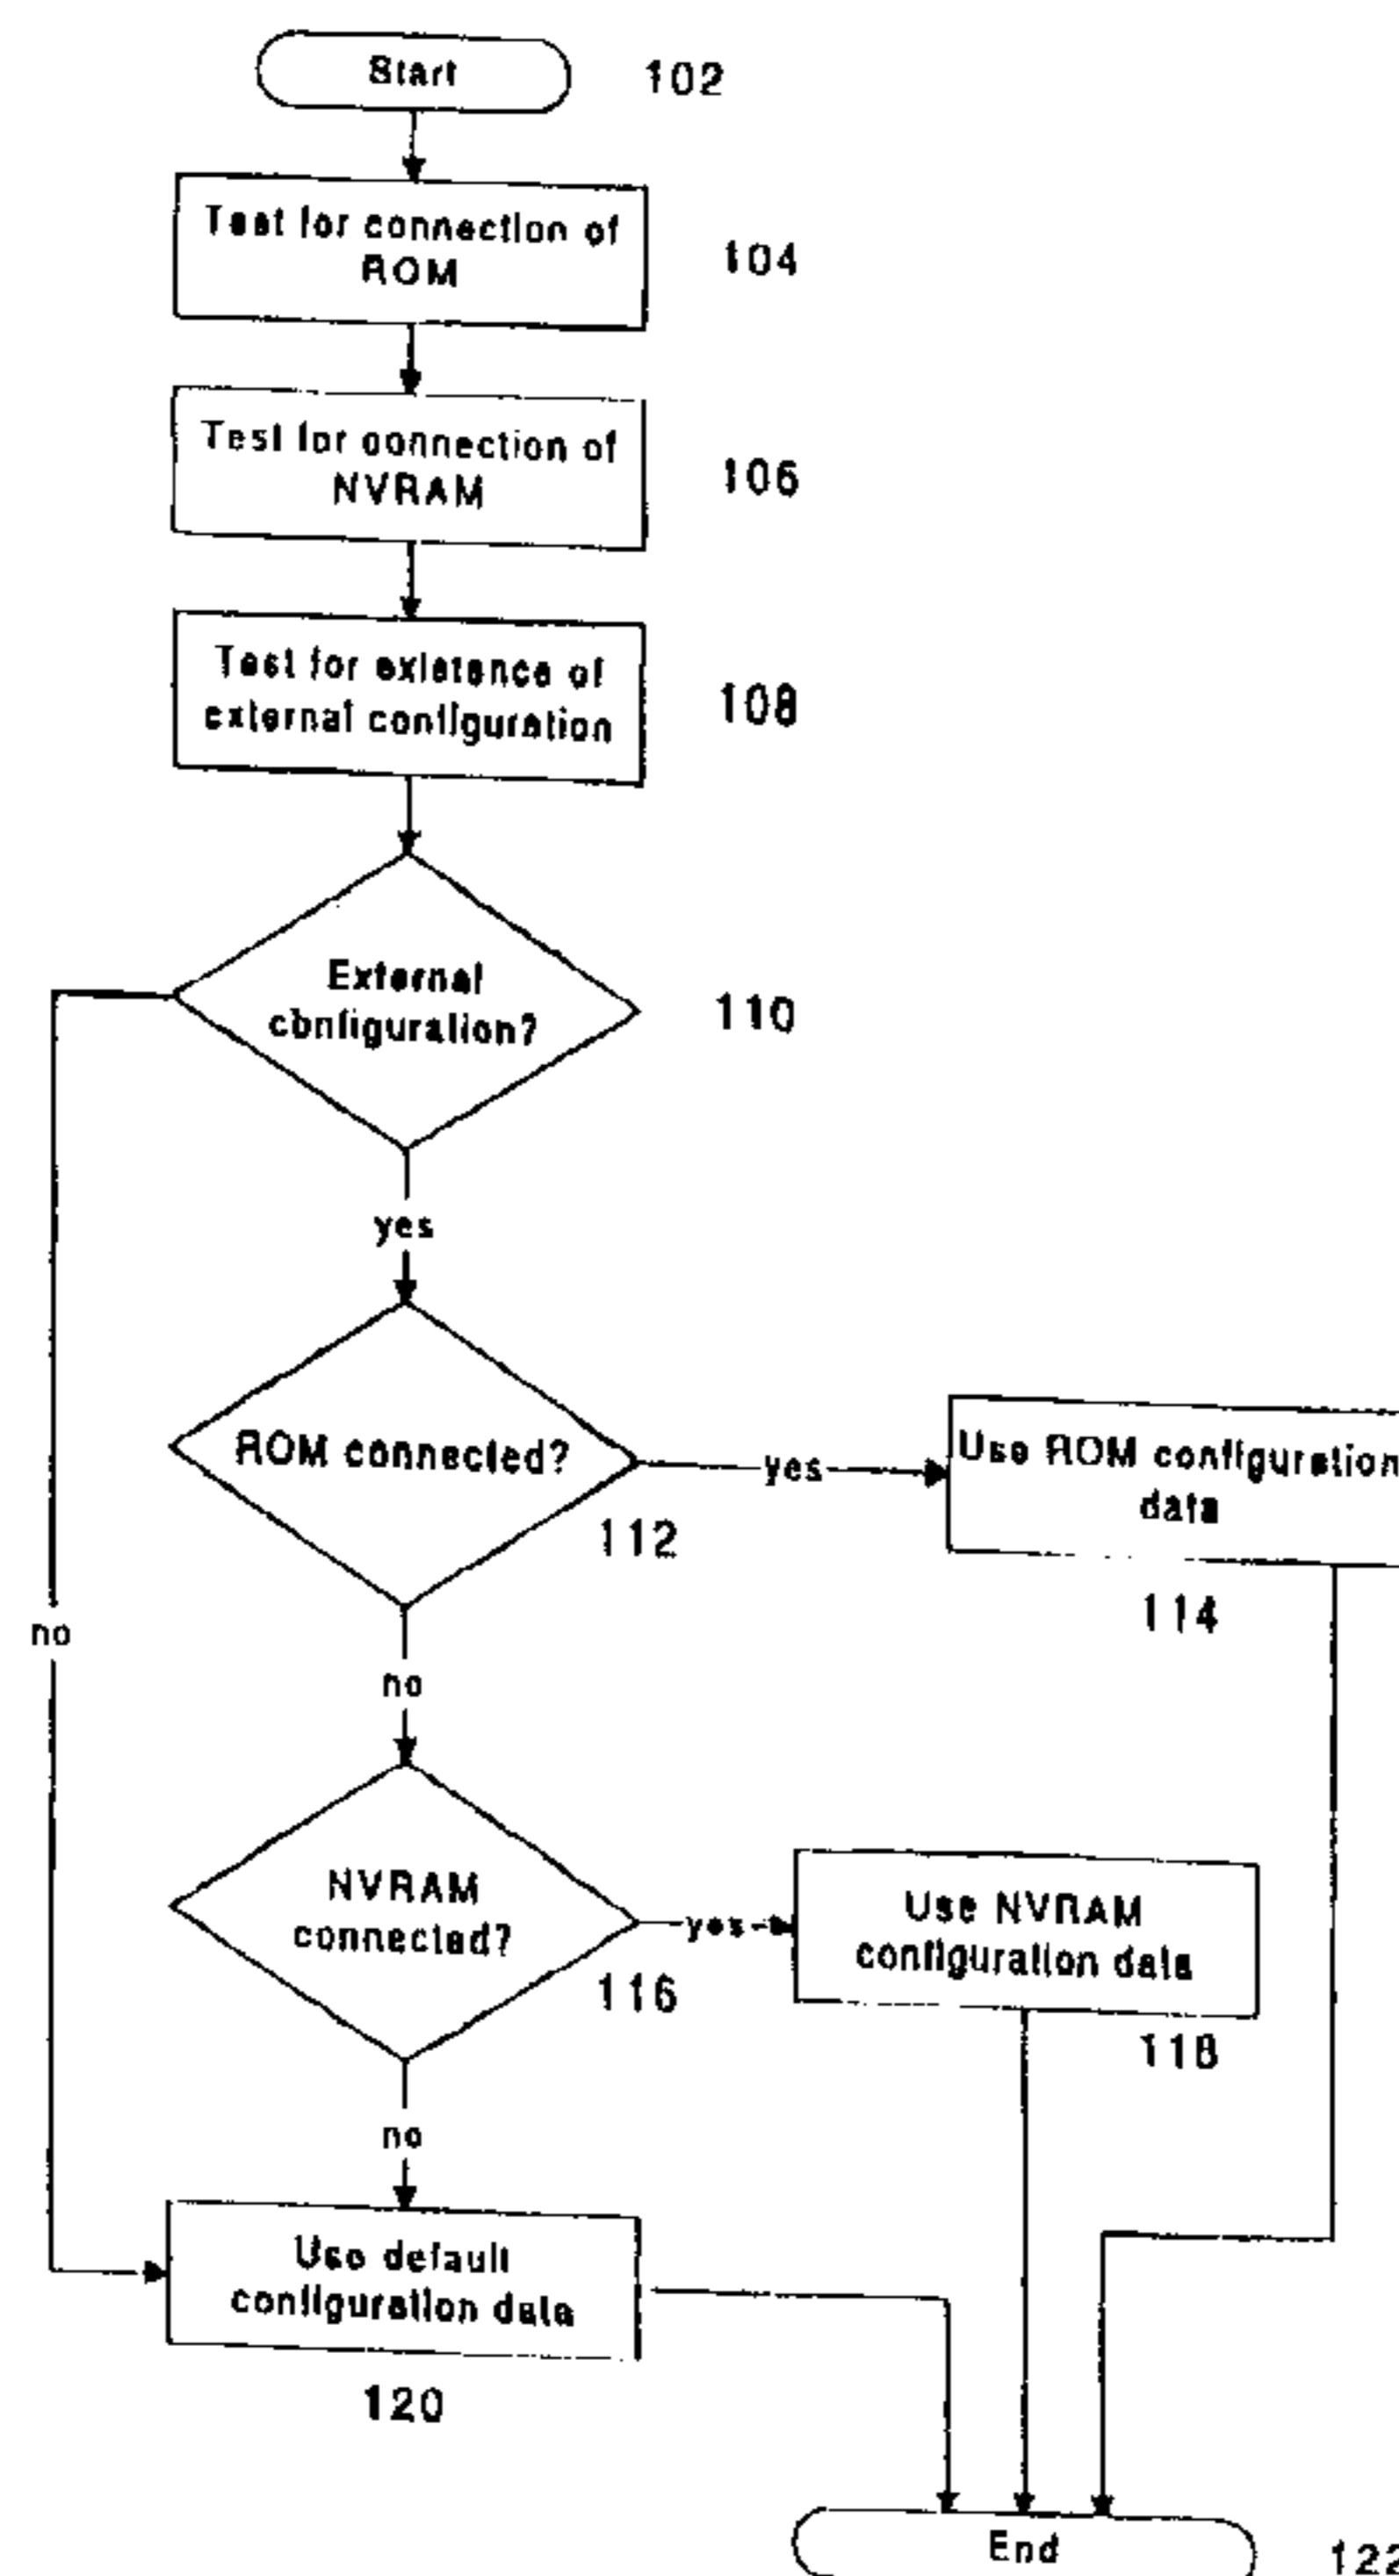 Start
102
Test for connection of
ROM
104
Test for connection of
NVRAM
106
Test for existence of
external configuration
108
External
configuration?
110
yes
ROM connected?
yes
Use ROM configuration
data
112
114
no
no
NVRAM
connected?
yes
Use NVRAM
configuration data
116
118
no
Use default
configuration data
120
End
122